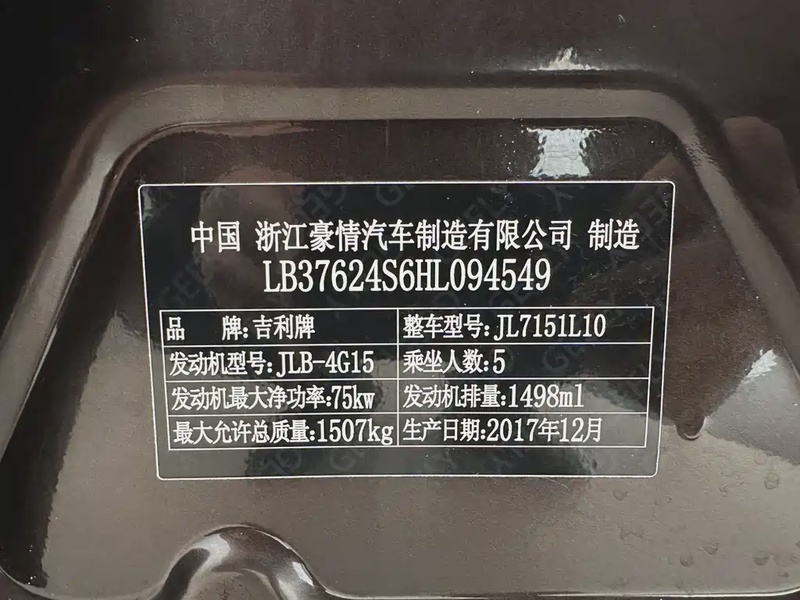 中国 浙江豪情汽车制造有限公司 制造
LB37624S6HL094549
品 牌:吉利牌 整车型号:JL7151L10
发动机型号:JLB-4G15 乘坐人数:5
发动机最大净功率:75kw 发动机排量:1498ml
最大允许总质量:1507kg 生产日期:2017年12月